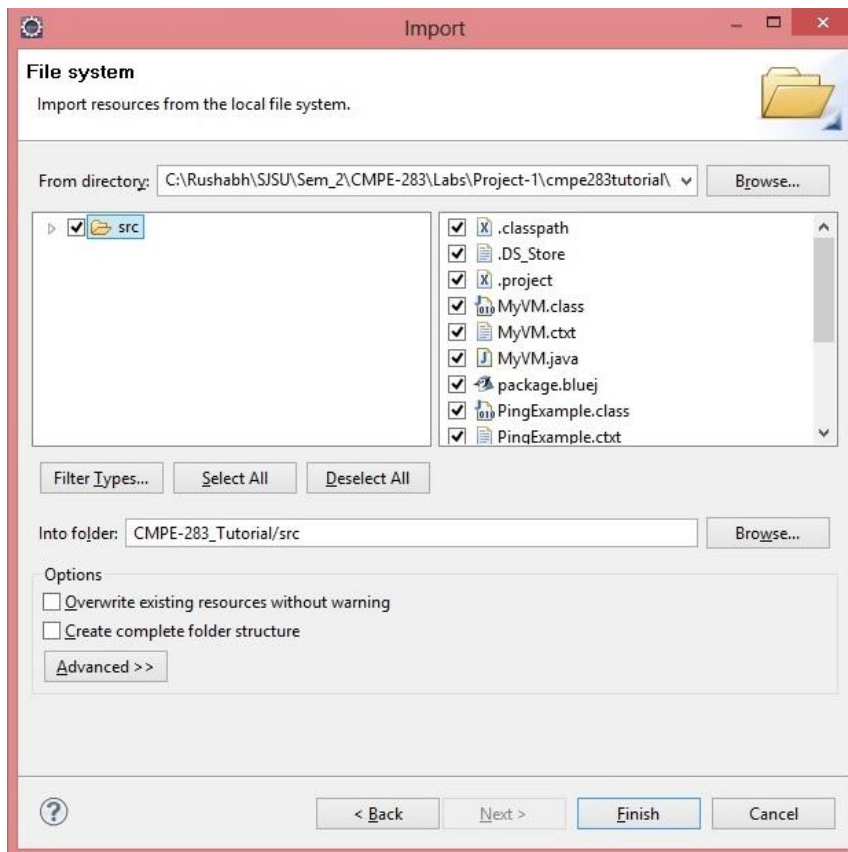 Import
File system
Import resources from the local file system.
From directory: C:\Rushabh\SJSU\Sem_2\CMPE-283\Labs\Project-1\cmpe283tutorial\ Browse...
src
.classpath
.DS_Store
.project
MyVM.class
MyVM.ctxt
MyVM.java
package.bluej
PingExample.class
PingExample.ctxt
Filter Types... Select All Deselect All
Into folder: CMPE-283_Tutorial/src Browse...
Options
Overwrite existing resources without warning
Create complete folder structure
Advanced >>
? < Back Next > Finish Cancel